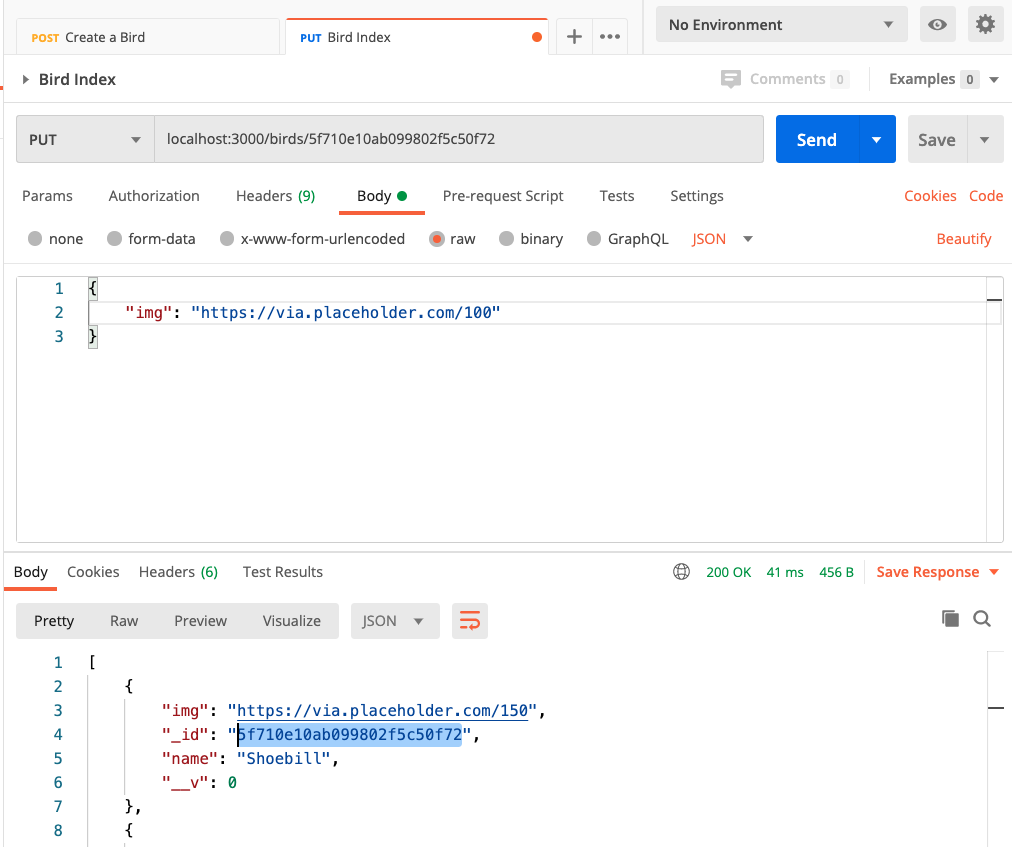 POST Create a Bird
PUT Bird Index
No Environment
Bird Index
Comments 0
Examples 0
PUT
localhost:3000/birds/5f710e10ab099802f5c50f72
Send
Save
Params Authorization Headers (9) Body Pre-request Script Tests Settings Cookies Code
none form-data x-www-form-urlencoded raw binary GraphQL JSON Beautify
1 {
2 "img": "https://via.placeholder.com/100"
3 }
Body Cookies Headers (6) Test Results 200 OK 41 ms 456 B Save Response
Pretty Raw Preview Visualize JSON
1 [
2 {
3 "img": "https://via.placeholder.com/150",
4 "_id": "5f710e10ab099802f5c50f72",
5 "name": "Shoebill",
6 "__v": 0
7 },
8 {